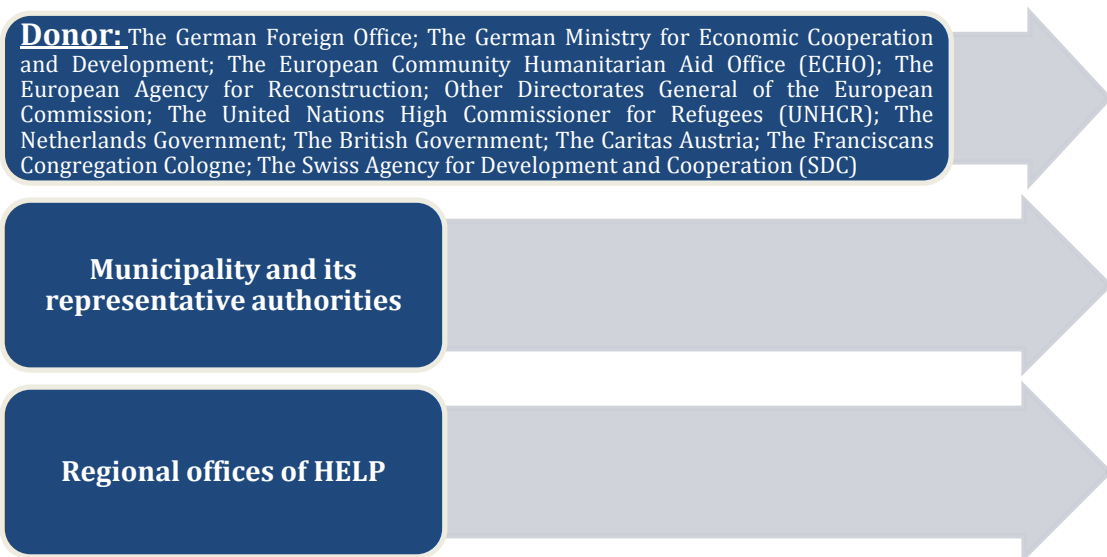 Donor: The German Foreign Office; The German Ministry for Economic Cooperation
and Development; The European Community Humanitarian Aid Office (ECHO); The
European Agency for Reconstruction; Other Directorates General of the European
Commission; The United Nations High Commissioner for Refugees (UNHCR); The
Netherlands Government; The British Government; The Caritas Austria; The Franciscans
Congregation Cologne; The Swiss Agency for Development and Cooperation (SDC)
Municipality and its
representative authorities
Regional offices of HELP